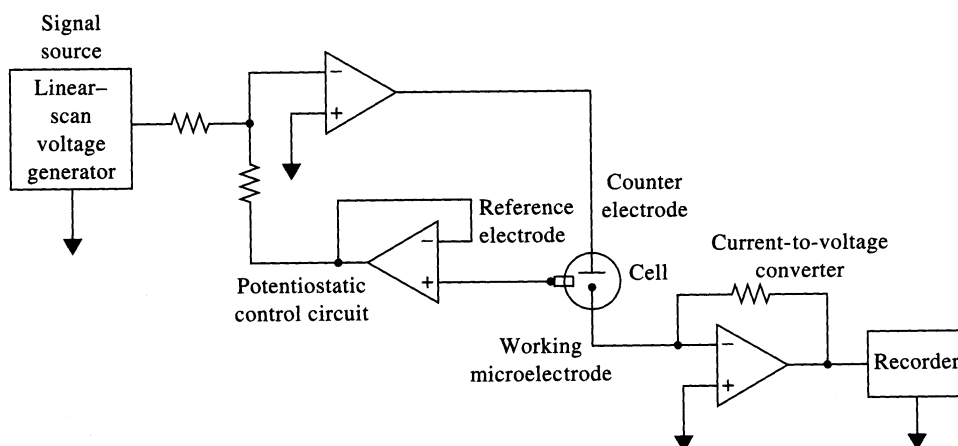 Signal
source
Linear–
scan
voltage
generator
−
+
Counter
electrode
Reference
electrode
−
+
Potentiostatic
control circuit
Cell
Current-to-voltage
converter
Working
microelectrode
−
+
Recorder